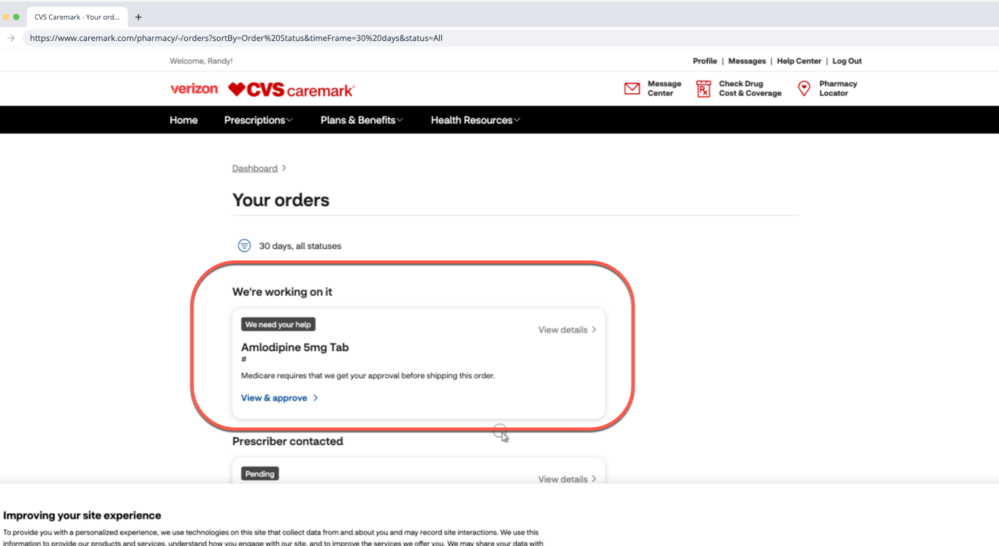 CVS Caremark - Your ord...
https://www.caremark.com/pharmacy/-/orders?sortBy=Order%20Status&timeFrame=30%20days&status=All
Welcome, Randy!
Profile | Messages | Help Center | Log Out
verizon CVS caremark
Message Center
Check Drug Cost & Coverage
Pharmacy Locator
Home Prescriptions Plans & Benefits Health Resources
Dashboard
Your orders
30 days, all statuses
We're working on it
We need your help
View details
Amlodipine 5mg Tab
#
Medicare requires that we get your approval before shipping this order.
View & approve
Prescriber contacted
Pending
View details
Improving your site experience
To provide you with a personalized experience, we use technologies on this site that collect data from and about you and may record site interactions. We use this
information to provide our products and services, understand how you engage with our site, and to improve the services we offer you. We may share your data with